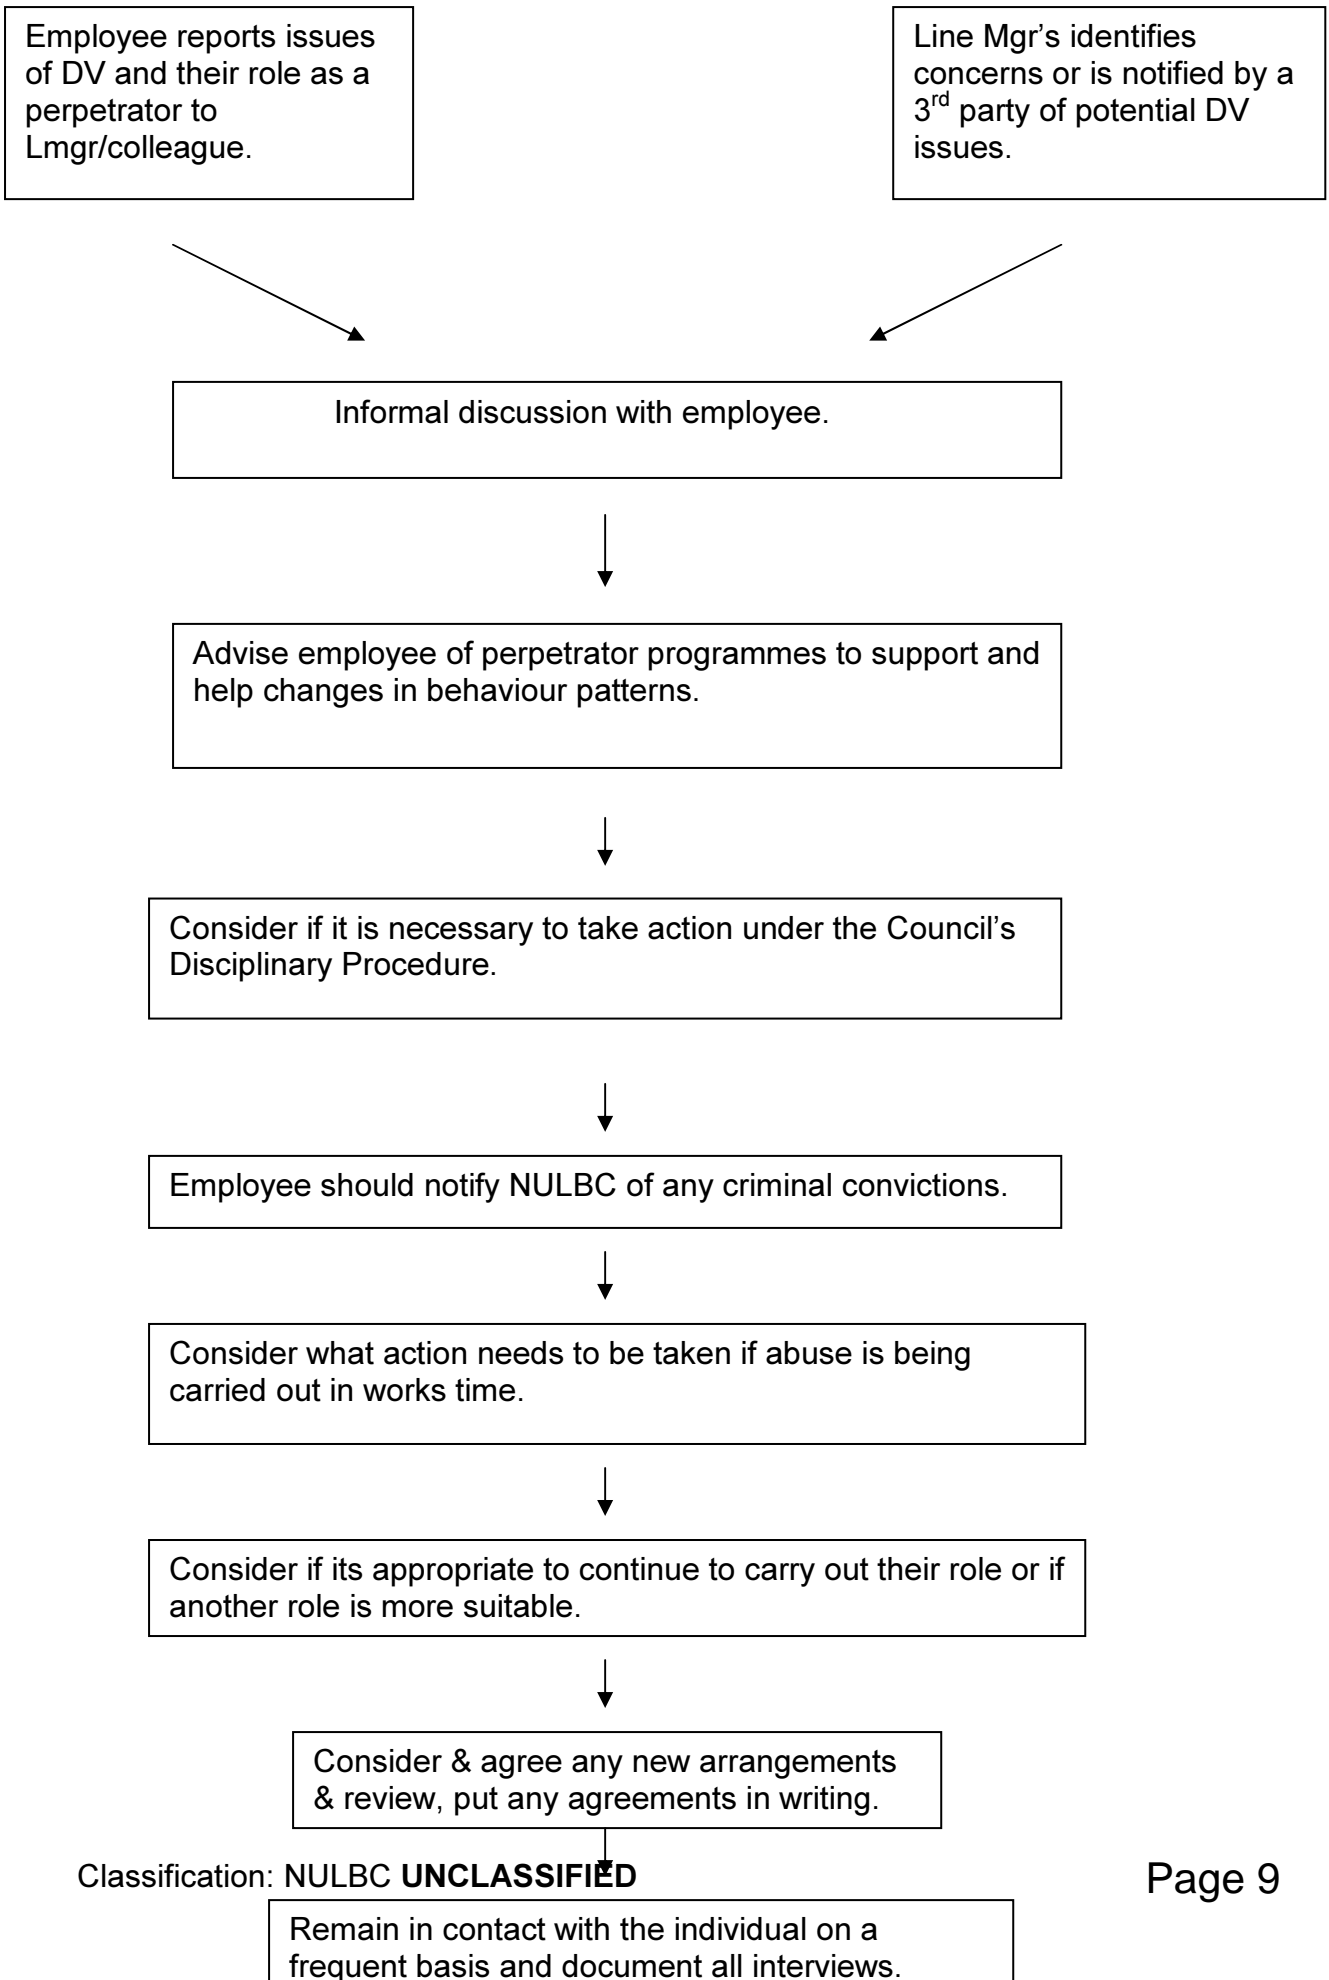 Employee reports issues
of DV and their role as a
perpetrator to
Lmgr/colleague.
Line Mgr's identifies
concerns or is notified by a
3rd party of potential DV
issues.
Informal discussion with employee.
Advise employee of perpetrator programmes to support and
help changes in behaviour patterns.
Consider if it is necessary to take action under the Council's
Disciplinary Procedure.
Employee should notify NULBC of any criminal convictions.
Consider what action needs to be taken if abuse is being
carried out in works time.
Consider if its appropriate to continue to carry out their role or if
another role is more suitable.
Consider & agree any new arrangements
& review, put any agreements in writing.
Classification: NULBC UNCLASSIFIED
Page 9
Remain in contact with the individual on a
frequent basis and document all interviews.